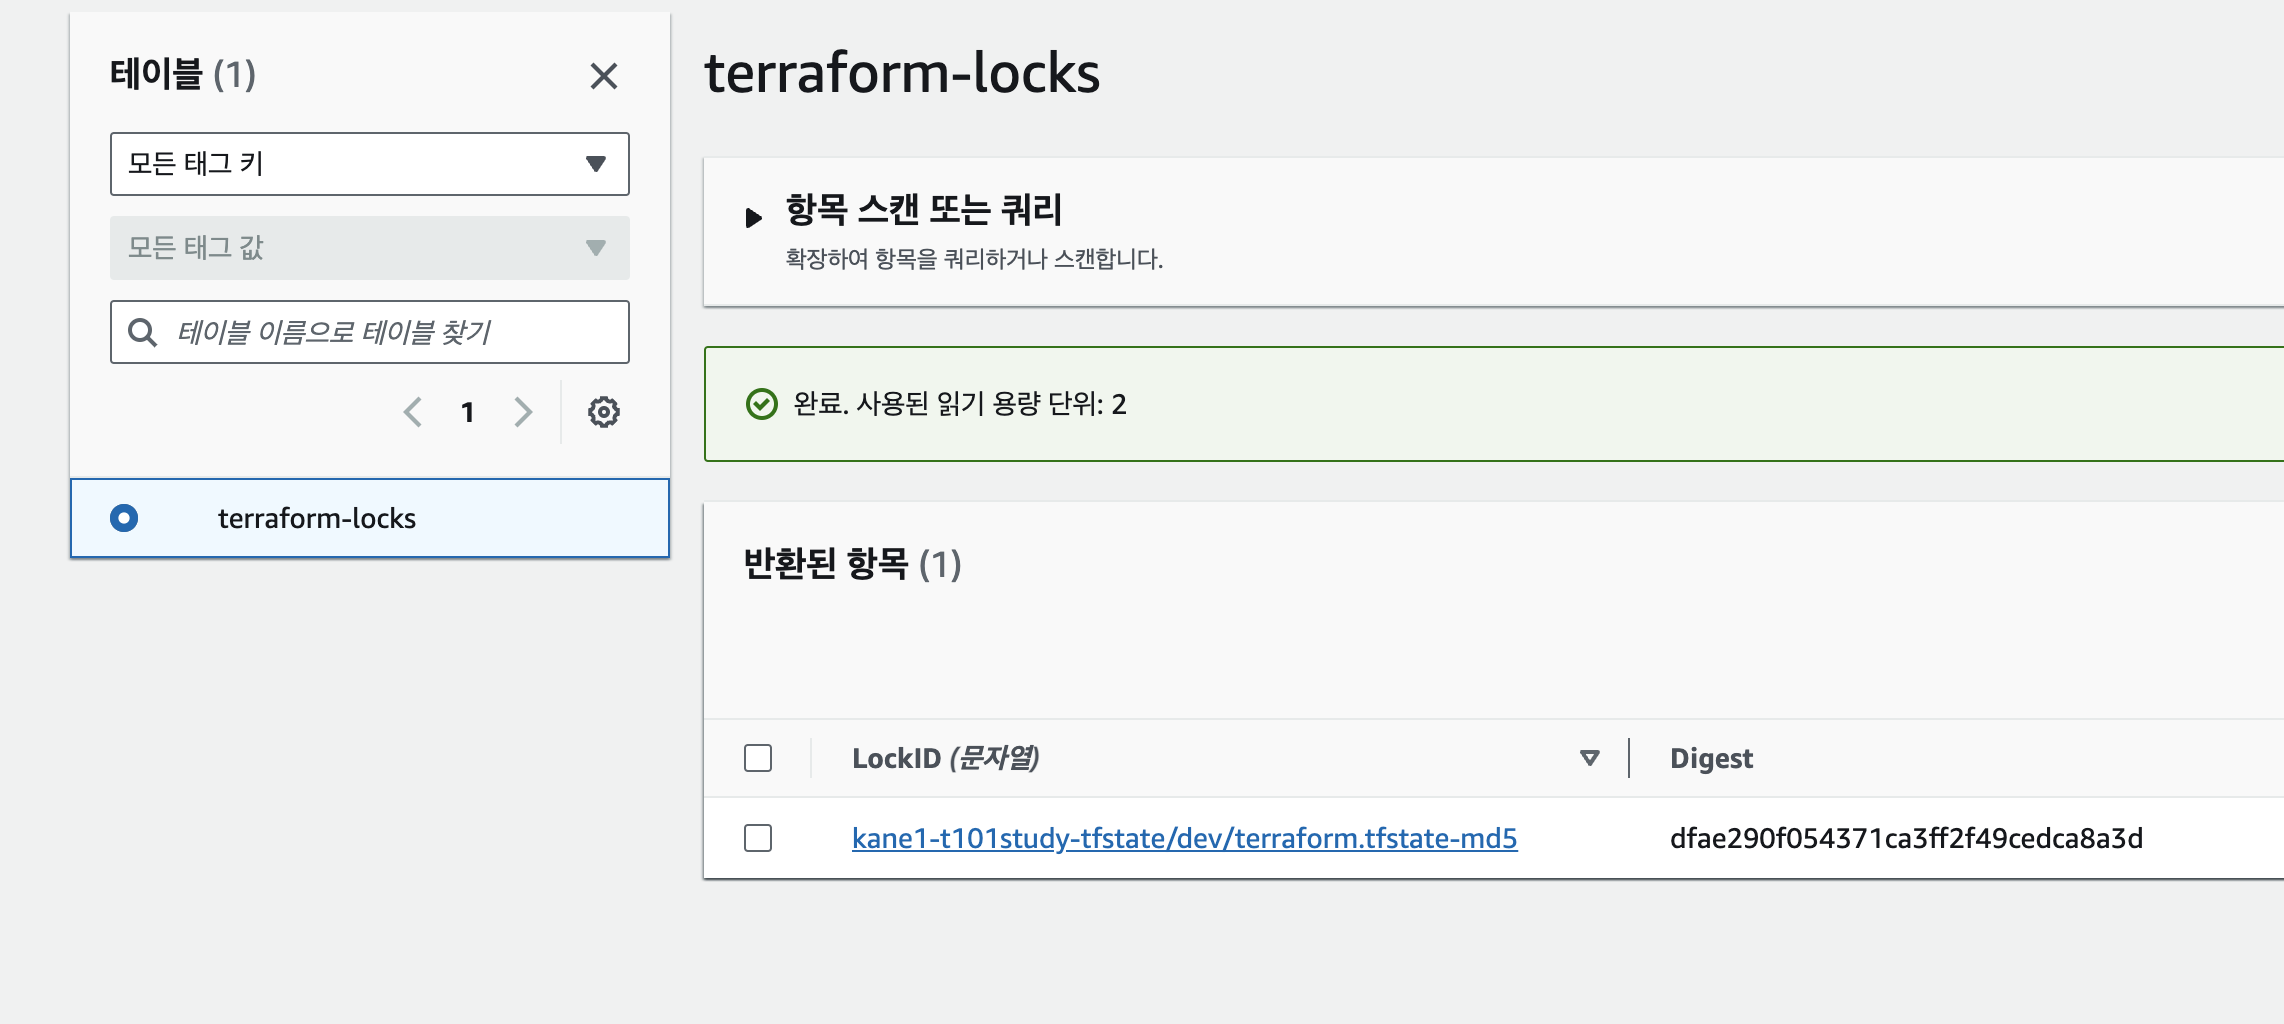 테이블 (1)
모든 태그 키
모든 태그 값
테이블 이름으로 테이블 찾기
1
terraform-locks
terraform-locks
항목 스캔 또는 쿼리
확장하여 항목을 쿼리하거나 스캔합니다.
완료. 사용된 읽기 용량 단위: 2
반환된 항목 (1)
LockID (문자열) Digest
kane1-t101study-tfstate/dev/terraform.tfstate-md5 dfae290f054371ca3ff2f49cedca8a3d